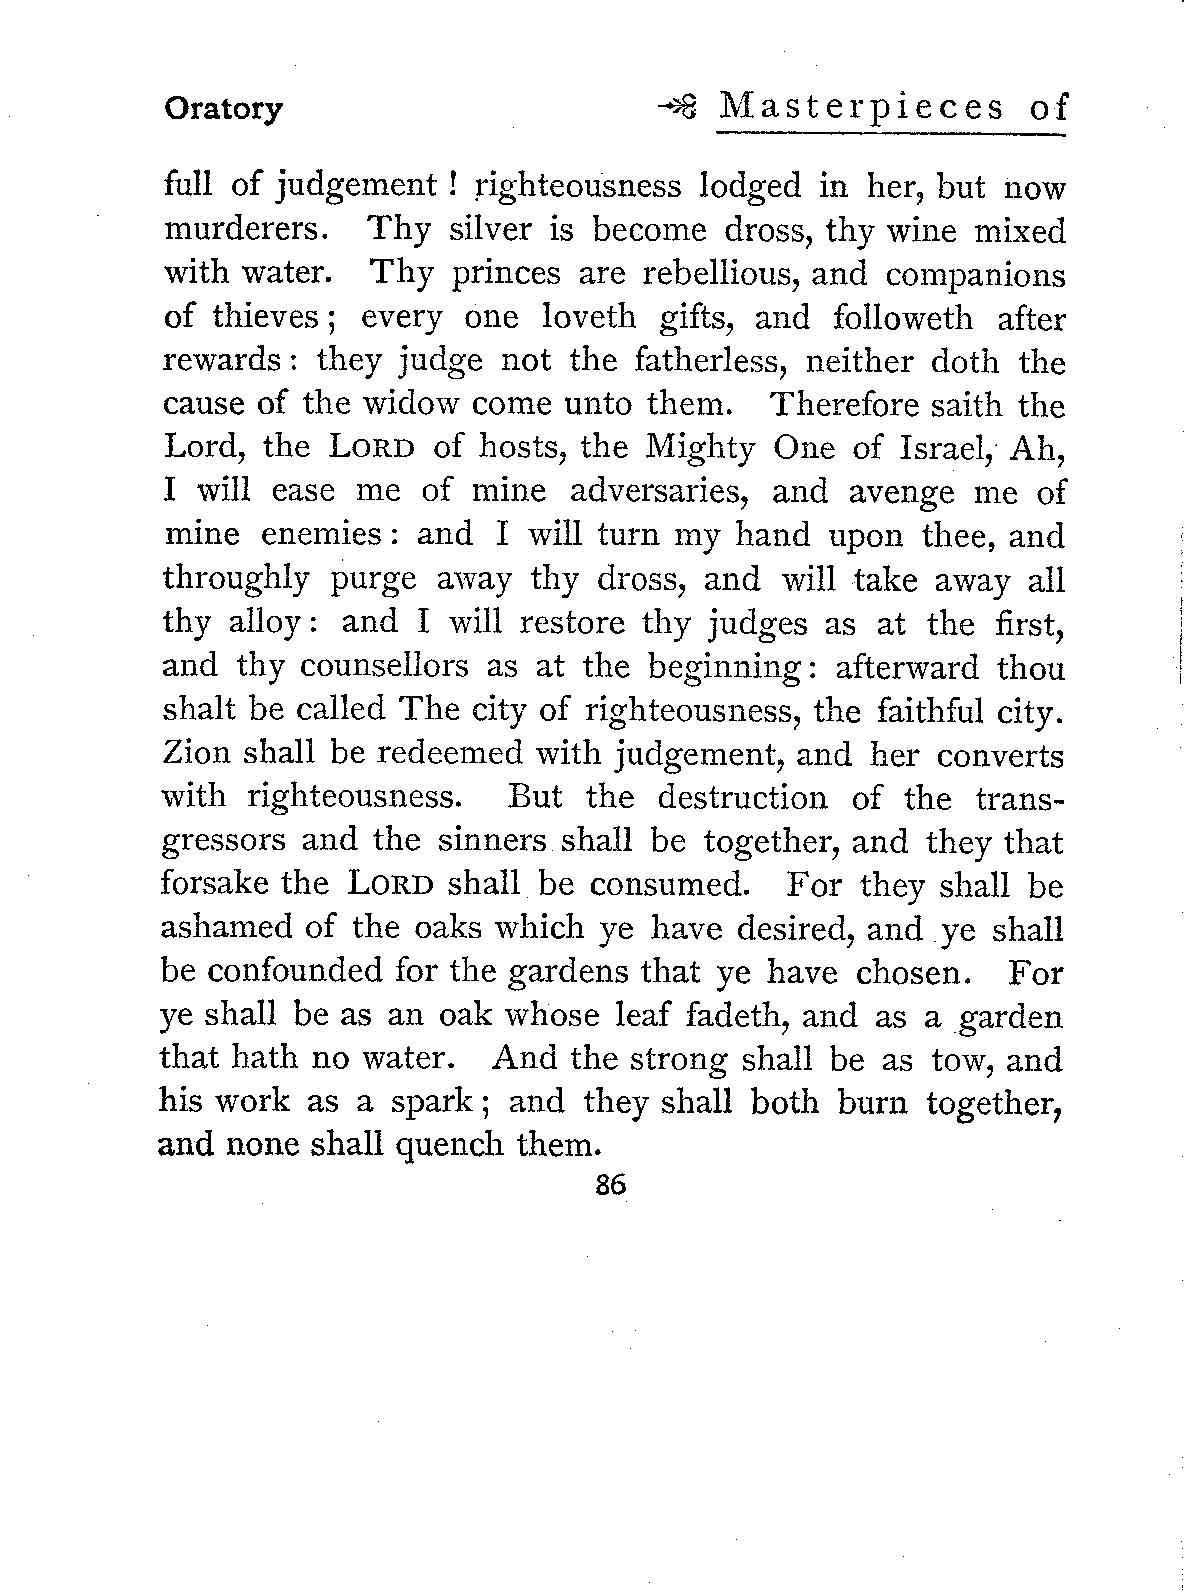 Oratory Masterpieces of
full of judgement ! righteousness lodged in her, but now
murderers. Thy silver is become dross, thy wine mixed
with water. Thy princes are rebellious, and companions
of thieves ; every one loveth gifts, and followeth after
rewards : they judge not the fatherless, neither doth the
cause of the widow come unto them. Therefore saith the
Lord, the LORD of hosts, the Mighty One of Israel, Ah,
I will ease me of mine adversaries, and avenge me of
mine enemies : and I will turn my hand upon thee, and
throughly purge away thy dross, and will take away all
thy alloy : and I will restore thy judges as at the first,
and thy counsellors as at the beginning : afterward thou
shalt be called The city of righteousness, the faithful city.
Zion shall be redeemed with judgement, and her converts
with righteousness. But the destruction of the trans-
gressors and the sinners shall be together, and they that
forsake the LORD shall be consumed. For they shall be
ashamed of the oaks which ye have desired, and ye shall
be confounded for the gardens that ye have chosen. For
ye shall be as an oak whose leaf fadeth, and as a garden
that hath no water. And the strong shall be as tow, and
his work as a spark ; and they shall both burn together,
and none shall quench them.
86